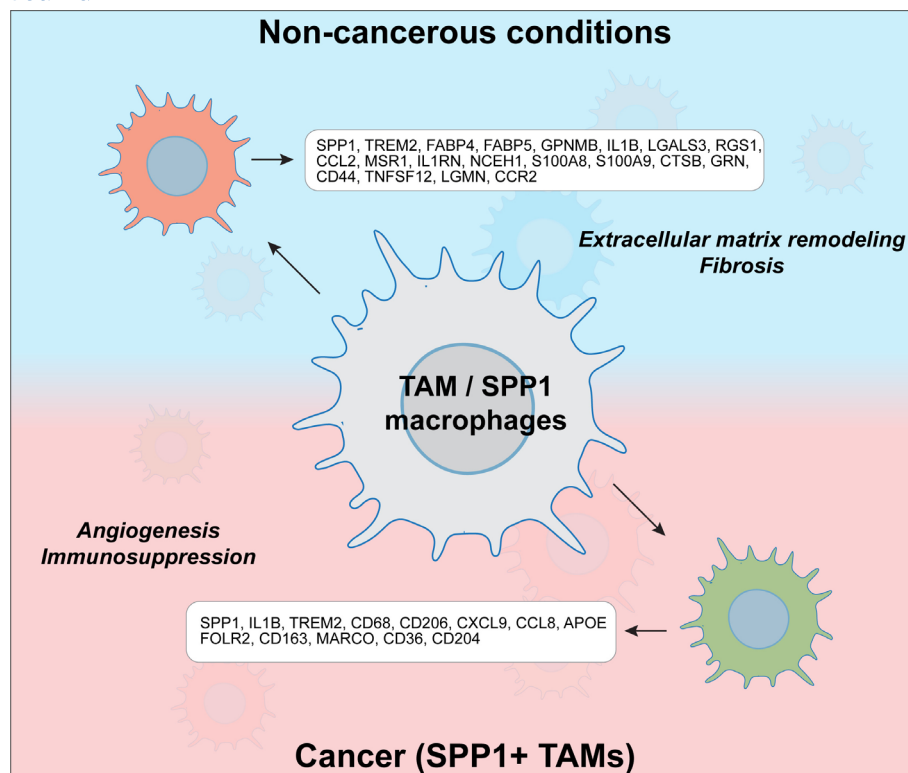 Non-cancerous conditions
SPP1, TREM2, FABP4, FABP5, GPNMB, IL1B, LGALS3, RGS1,
CCL2, MSR1, IL1RN, NCEH1, S100A8, S100A9, CTSB, GRN,
CD44, TNFSF12, LGMN, CCR2
Extracellular matrix remodeling
Fibrosis
TAM / SPP1
macrophages
Angiogenesis
Immunosuppression
SPP1, IL1B, TREM2, CD68, CD206, CXCL9, CCL8, APOE
FOLR2, CD163, MARCO, CD36, CD204
Cancer (SPP1+ TAMs)